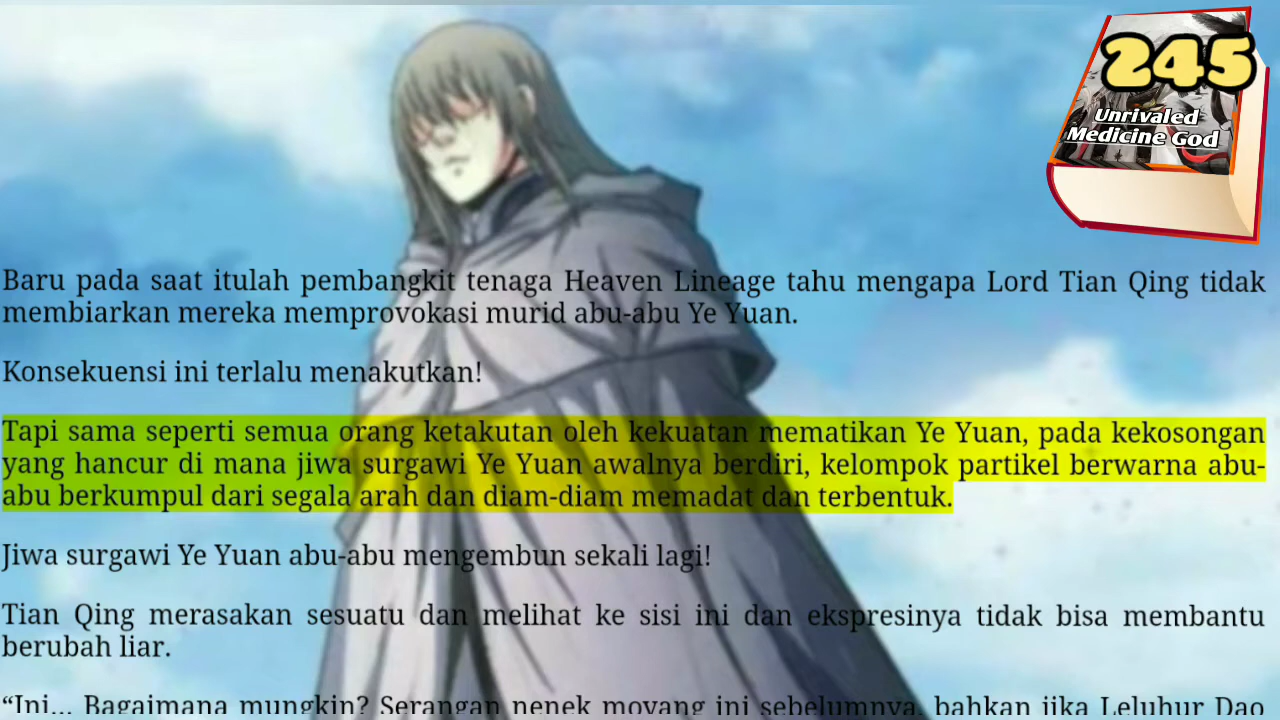 245
Unrivaled
Medicine God
Baru pada saat itulah pembangkit tenaga Heaven Lineage tahu mengapa Lord Tian Qing tidak
membiarkan mereka memprovokasi murid abu-abu Ye Yuan.
Konsekuensi ini terlalu menakutkan!
Tapi sama seperti semua orang ketakutan oleh kekuatan mematikan Ye Yuan, pada kekosongan
yang hancur di mana jiwa surgawi Ye Yuan awalnya berdiri, kelompok partikel berwarna abu-
abu berkumpul dari segala arah dan diam-diam memadat dan terbentuk.
Jiwa surgawi Ye Yuan abu-abu mengembun sekali lagi!
Tian Qing merasakan sesuatu dan melihat ke sisi ini dan ekspresinya tidak bisa membantu
berubah liar.
“Ini... Bagaimana mungkin? Serangan nenek moyang ini sebelumnya, bahkan jika Leluhur Dao